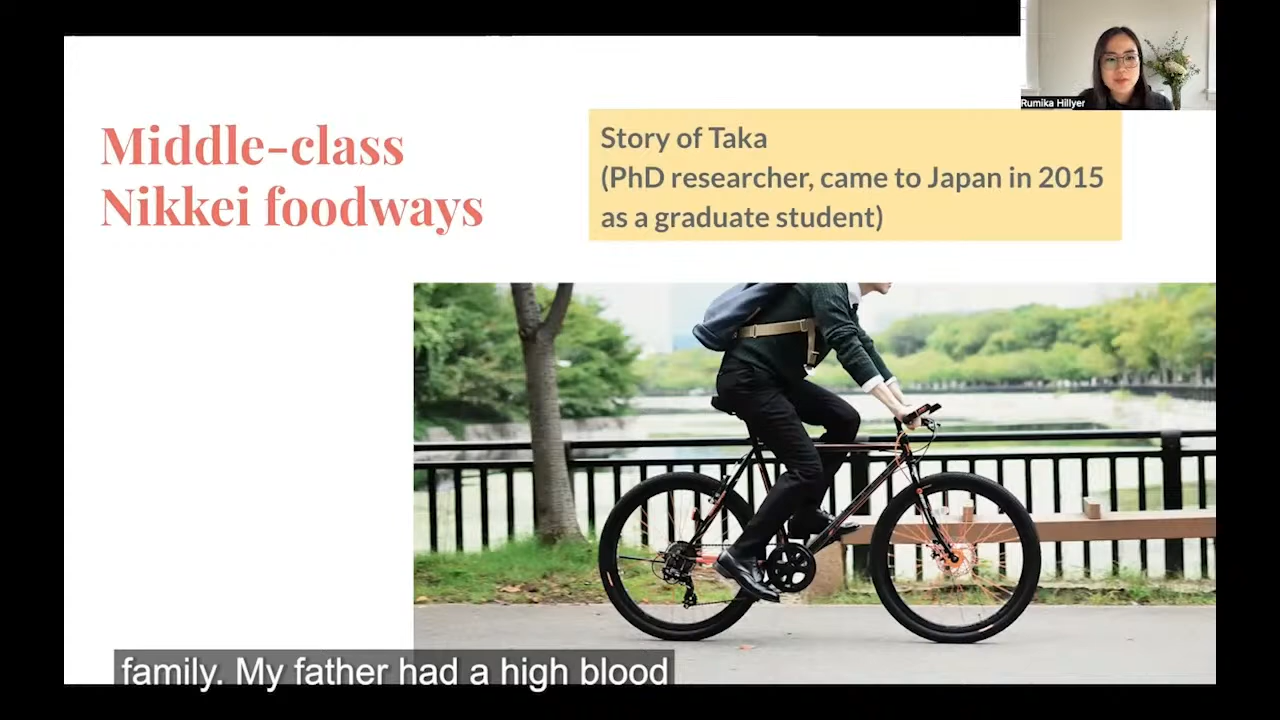 Rumika Hillyer
Middle-class
Nikkei foodways
Story of Taka
(PhD researcher, came to Japan in 2015
as a graduate student)
family. My father had a high blood